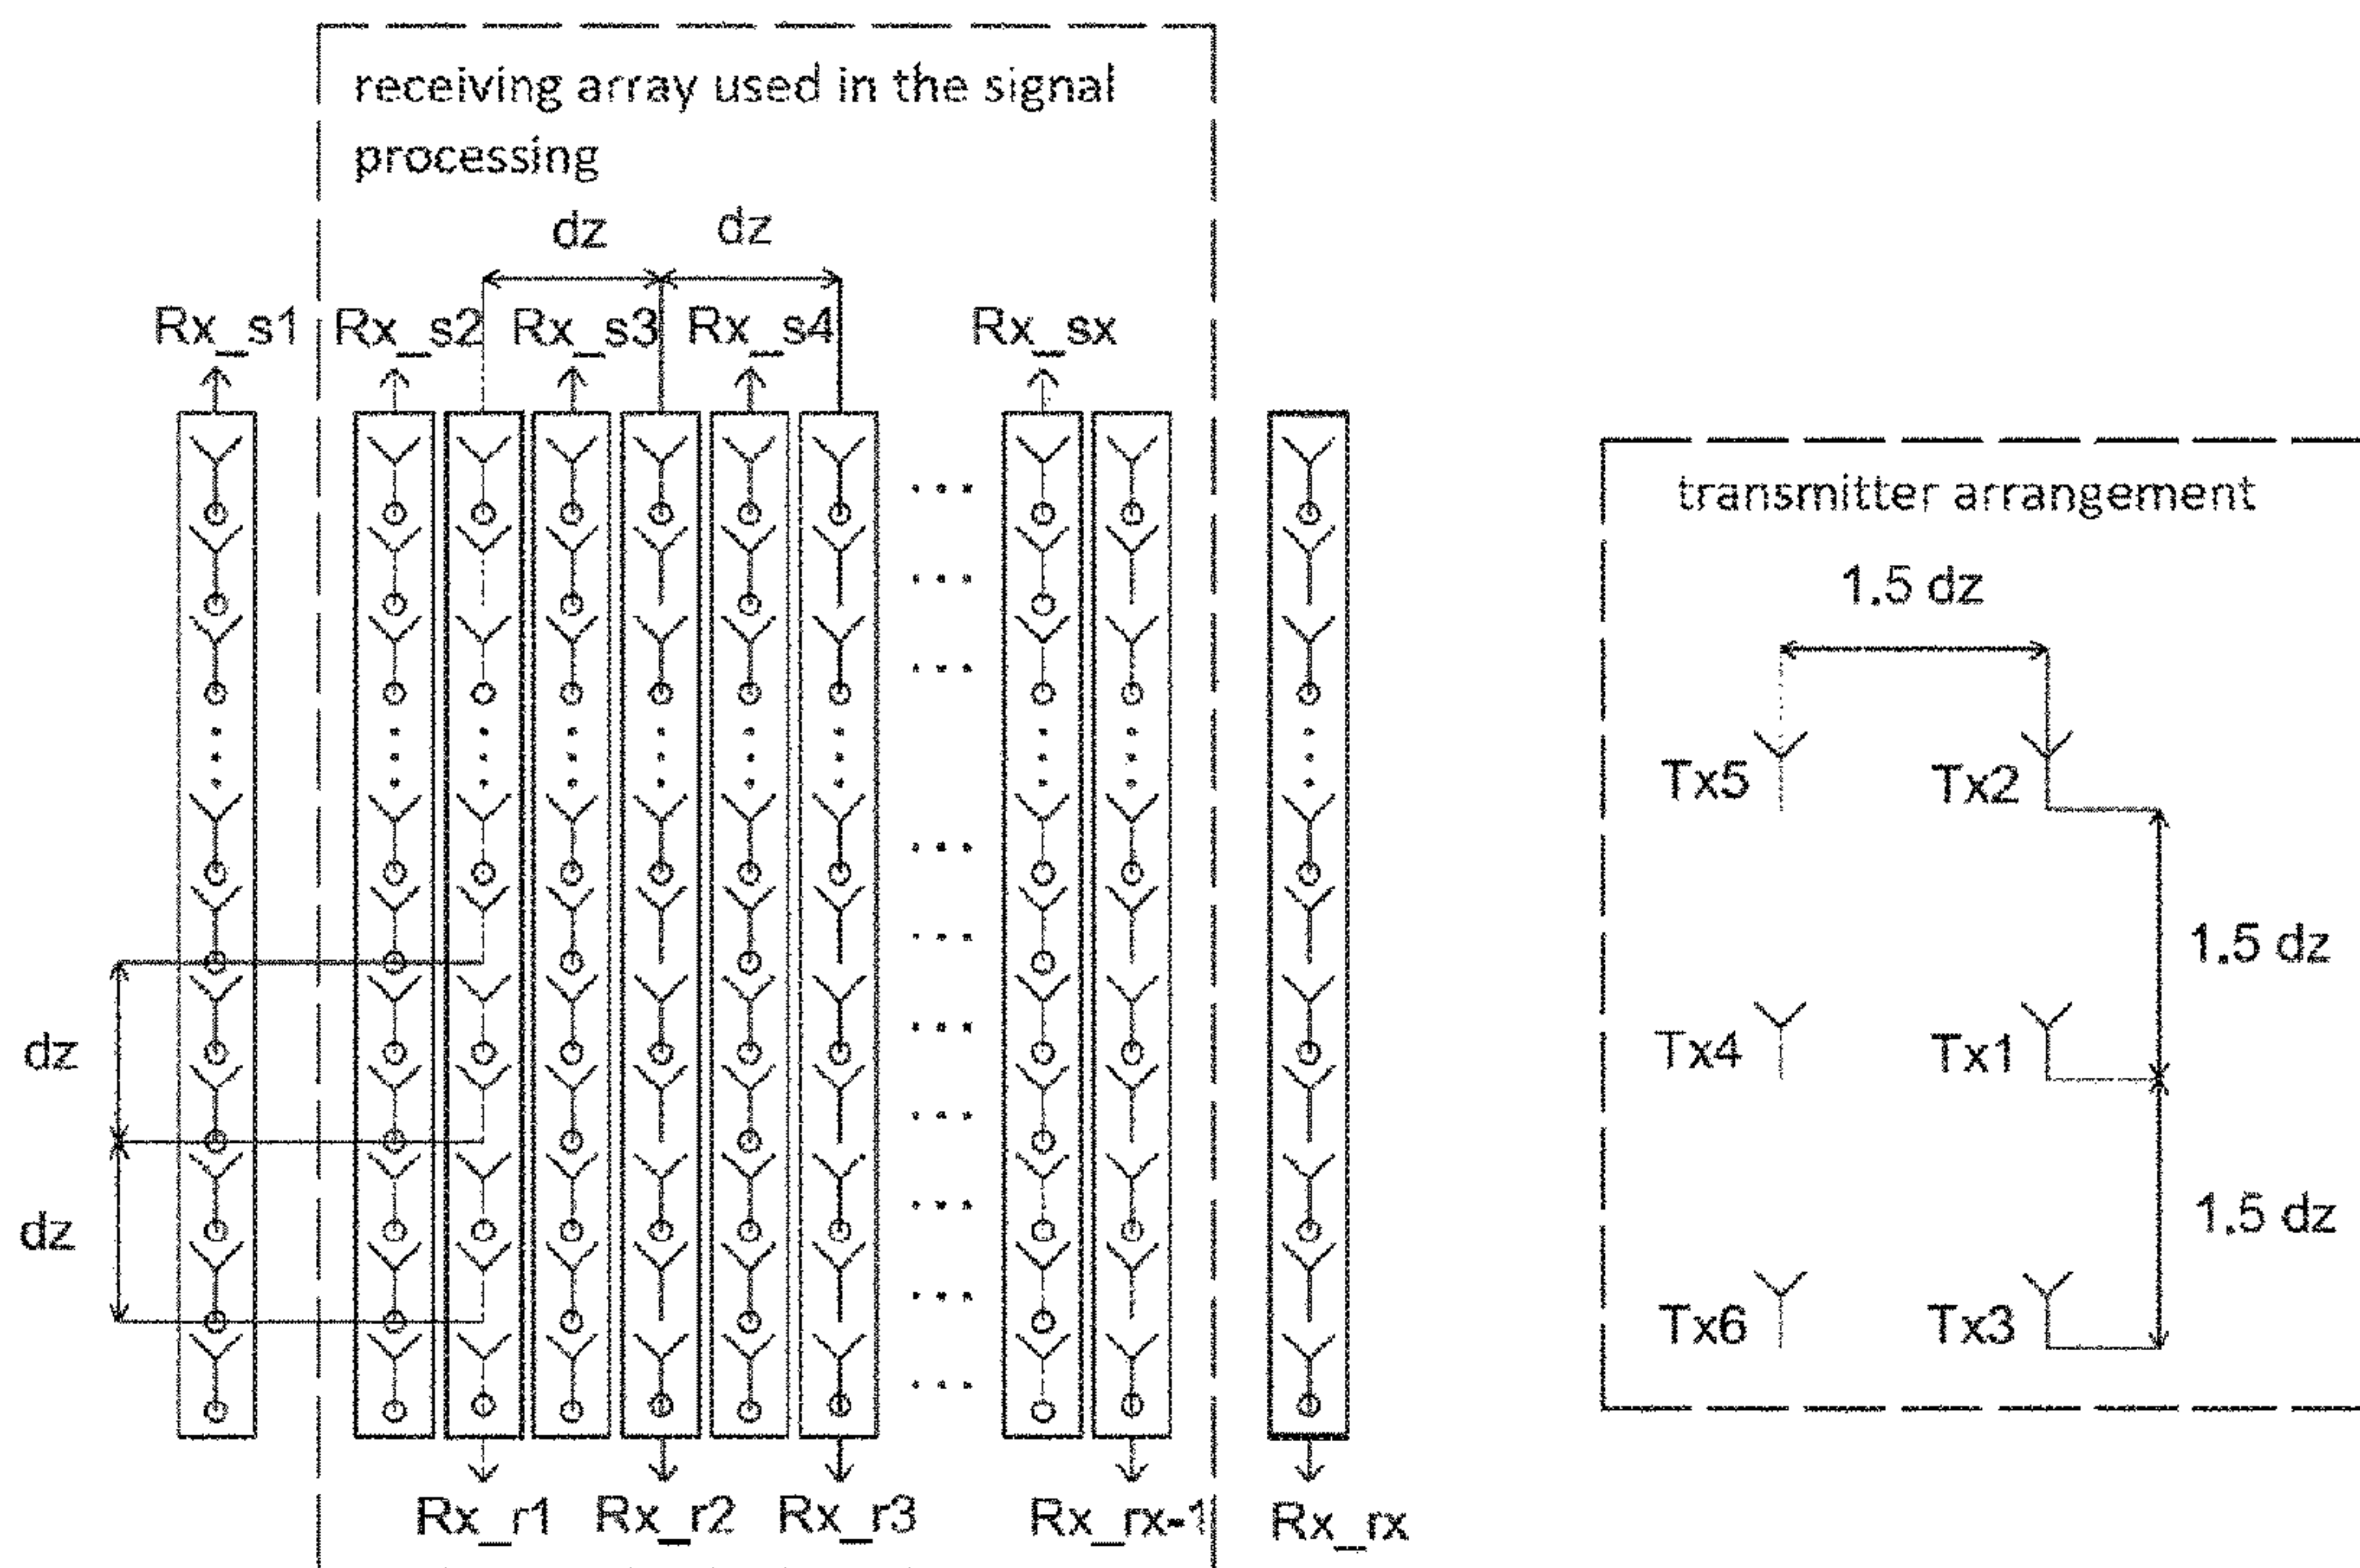 receiving array used in the signal
processing
dz dz
Rx_s1 Rx_s2 Rx_s3 Rx_s4 Rx_sx
dz
dz
Rx_r1 Rx_r2 Rx_r3 Rx_rx-1 Rx_rx
transmitter arrangement
1.5 dz
Tx5 Tx2
1.5 dz
Tx4 Tx1
1.5 dz
Tx6 Tx3